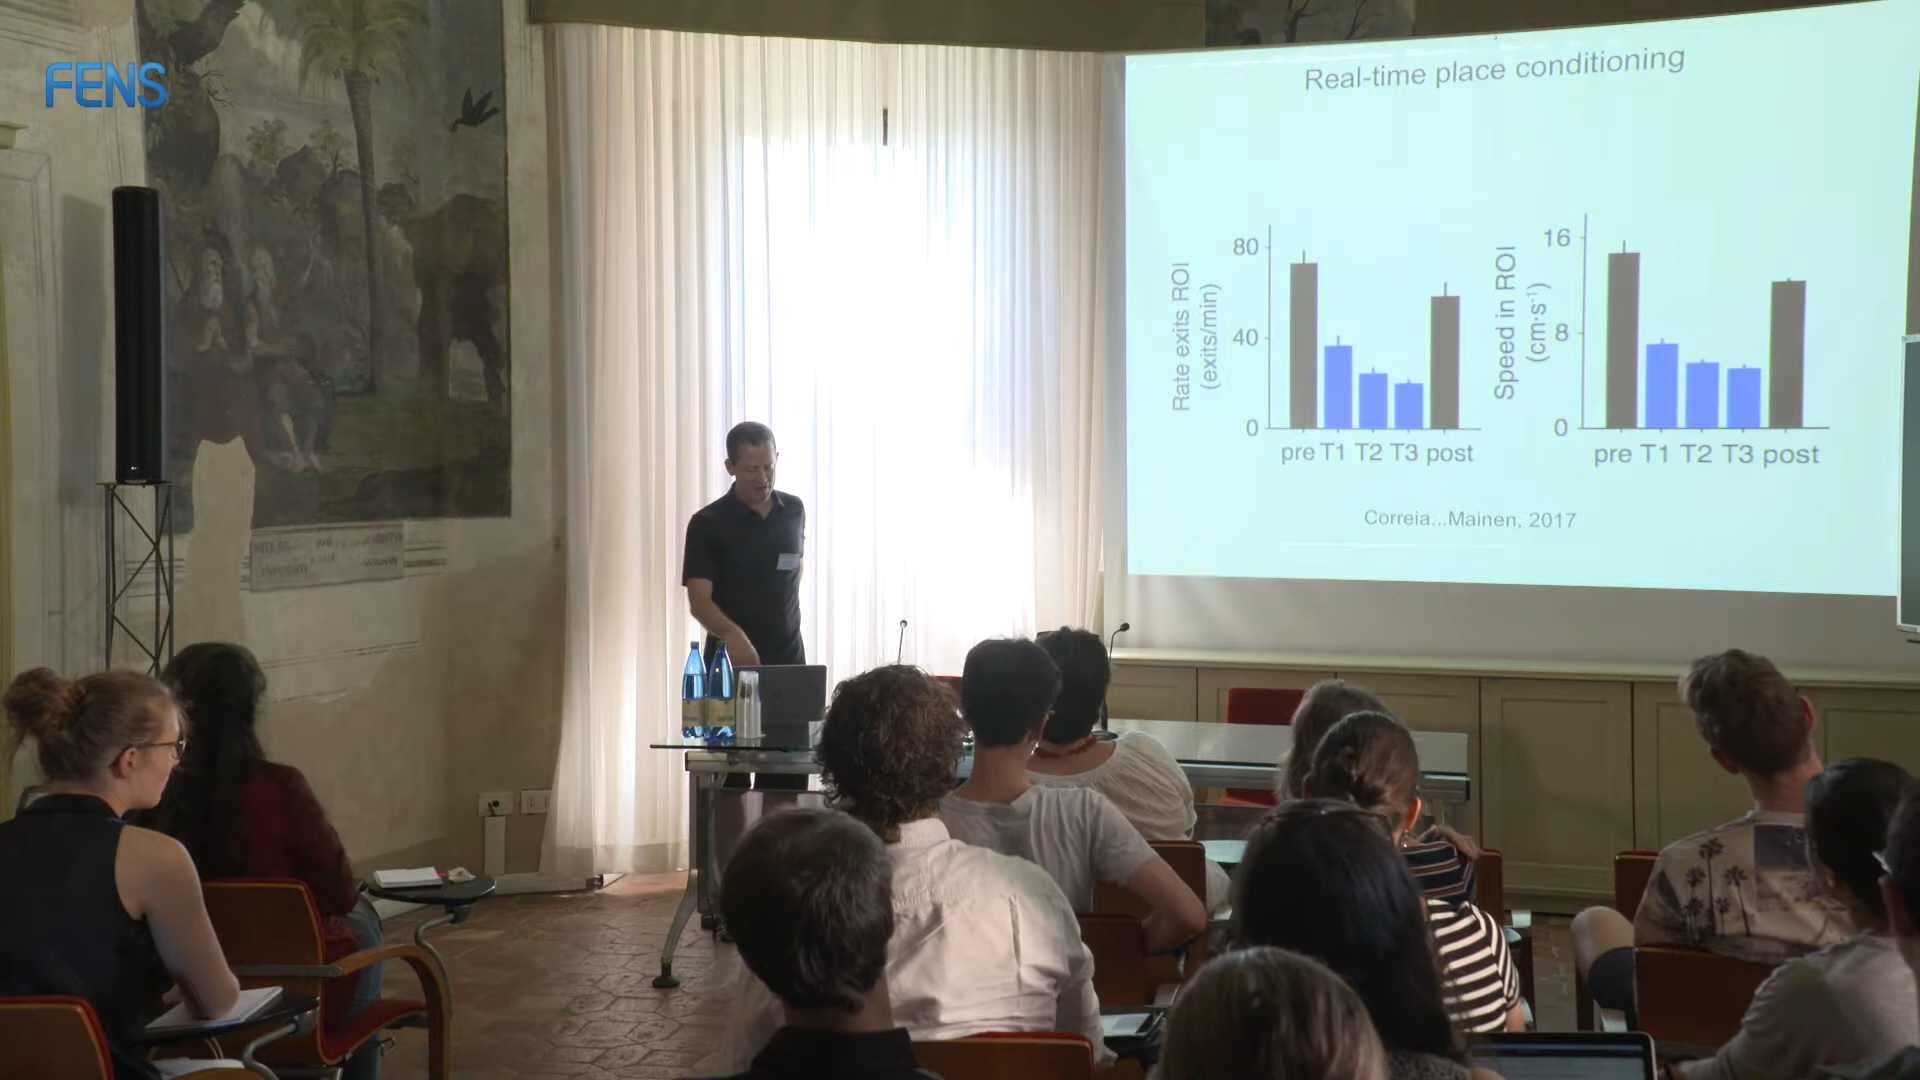 FENS
Real-time place conditioning
Rate exits ROI
(exits/min)
80
40
0
pre T1 T2 T3 post
Speed in ROI
(cm·s⁻¹)
16
8
0
pre T1 T2 T3 post
Correia...Mainen, 2017